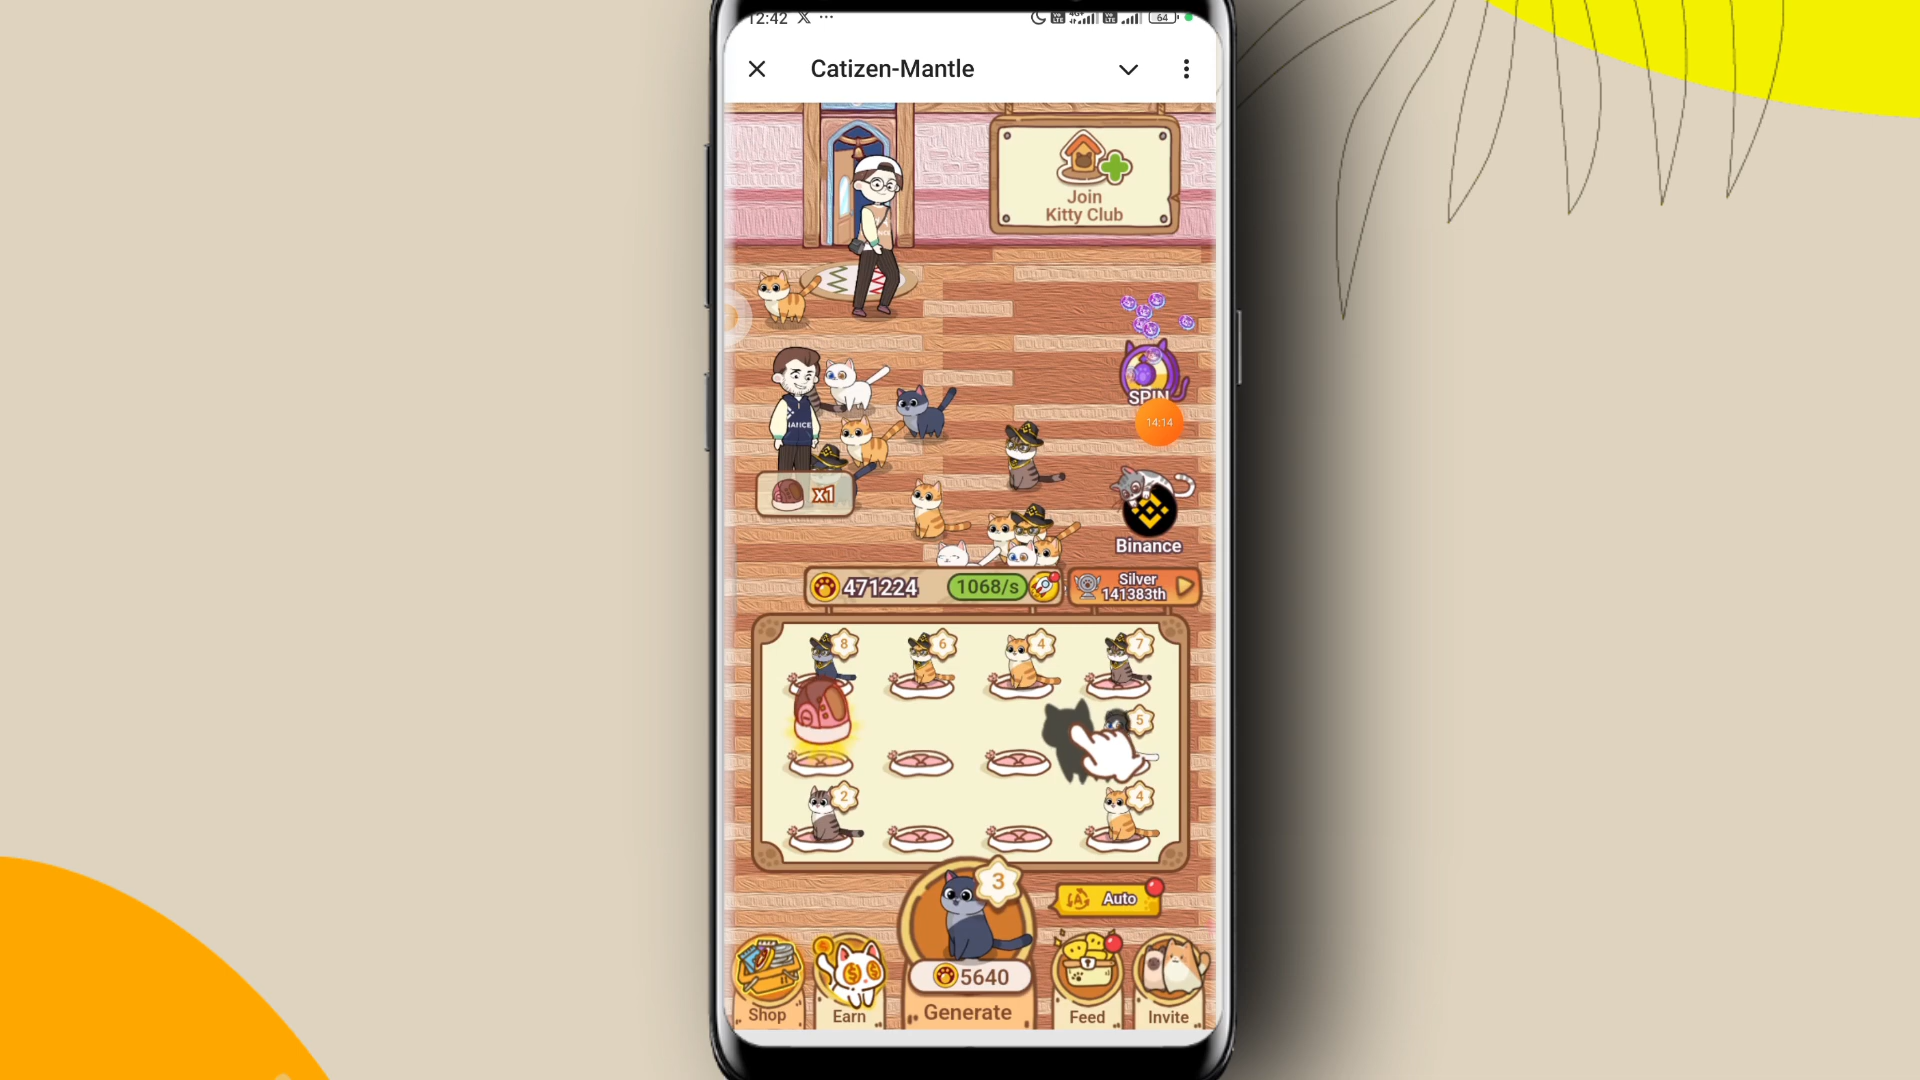 12:42 X ...
64
Catizen-Mantle
Join
Kitty Club
SPIN
14:14
x1
Binance
471224
1068/s
Silver
141383th
8
6
4
7
5
2
4
3
Auto
5640
Generate
Shop
Earn
Feed
Invite